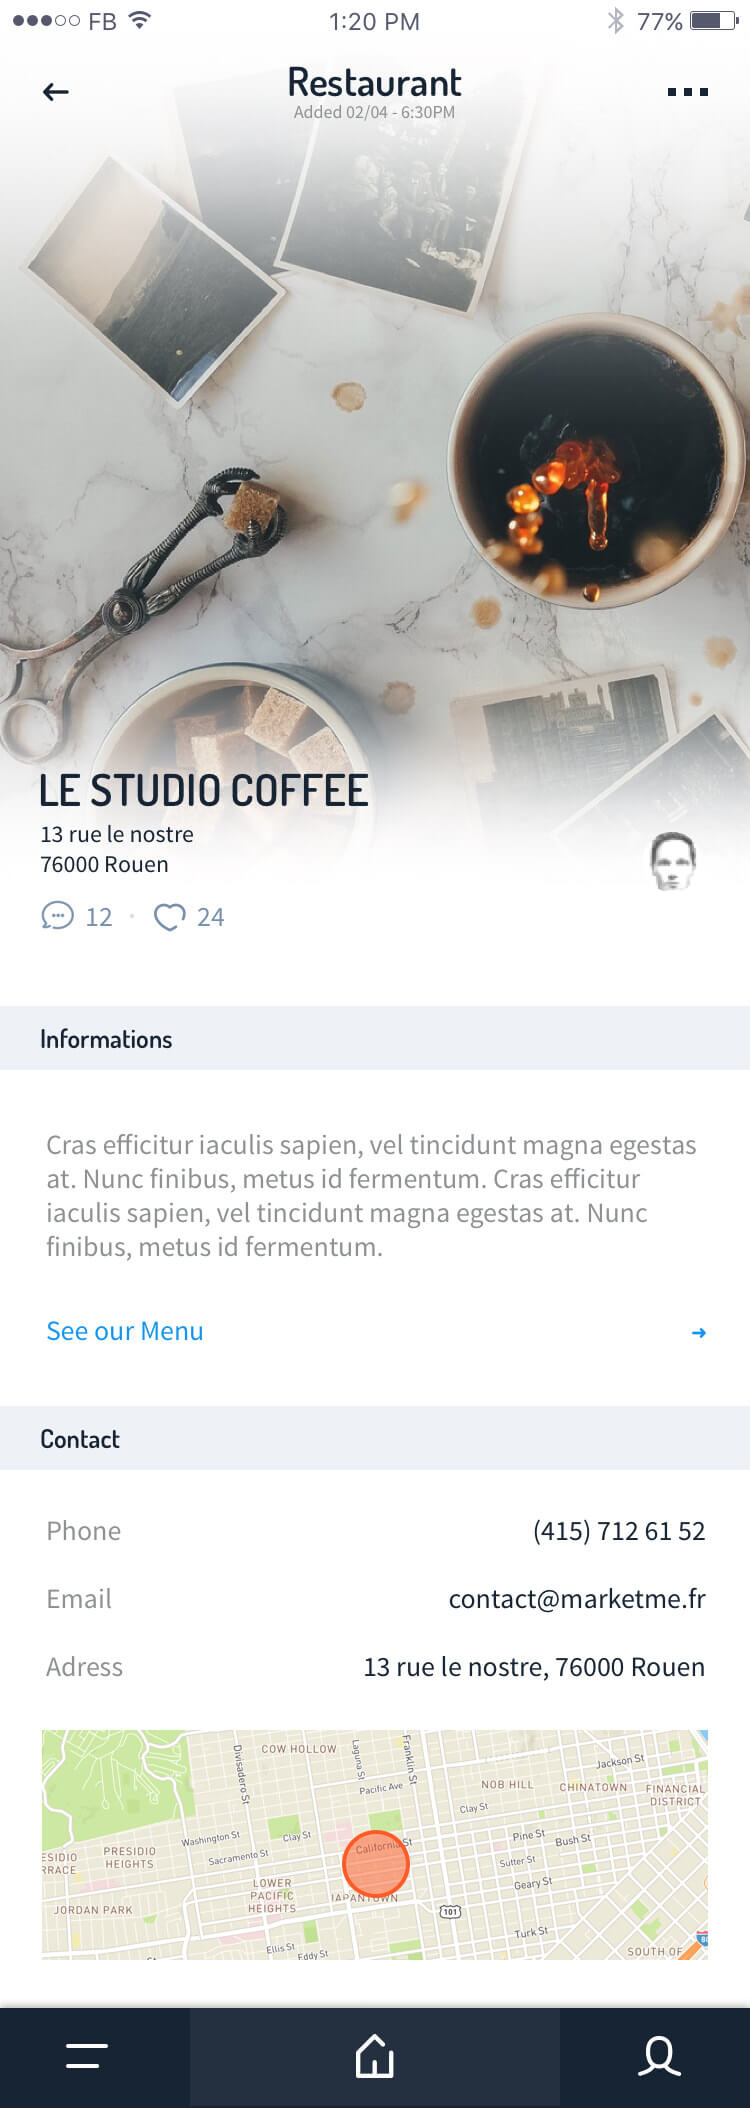 FB 1:20 PM 77%
Restaurant
Added 02/04 - 6:30PM
LE STUDIO COFFEE
13 rue le nostre
76000 Rouen
12 · 24
Informations
Cras efficitur iaculis sapien, vel tincidunt magna egestas
at. Nunc finibus, metus id fermentum. Cras efficitur
iaculis sapien, vel tincidunt magna egestas at. Nunc
finibus, metus id fermentum.
See our Menu
Contact
Phone (415) 712 61 52
Email contact@marketme.fr
Adress 13 rue le nostre, 76000 Rouen
COW HOLLOW
Divisadero St
Laguna St
Franklin St
Pacific Ave
NOB HILL
CHINATOWN
Jackson St
FINANCIAL
DISTRICT
Clay St
Washington St
Clay St
Sacramento St
California St
Pine St
Bush St
Sutter St
Geary St
ESIDIO
RRACE
PRESIDIO
HEIGHTS
LOWER
PACIFIC
HEIGHTS
JAPANTOWN
JORDAN PARK
101
Turk St
Ellis St
Eddy St
SOUTH OF
80